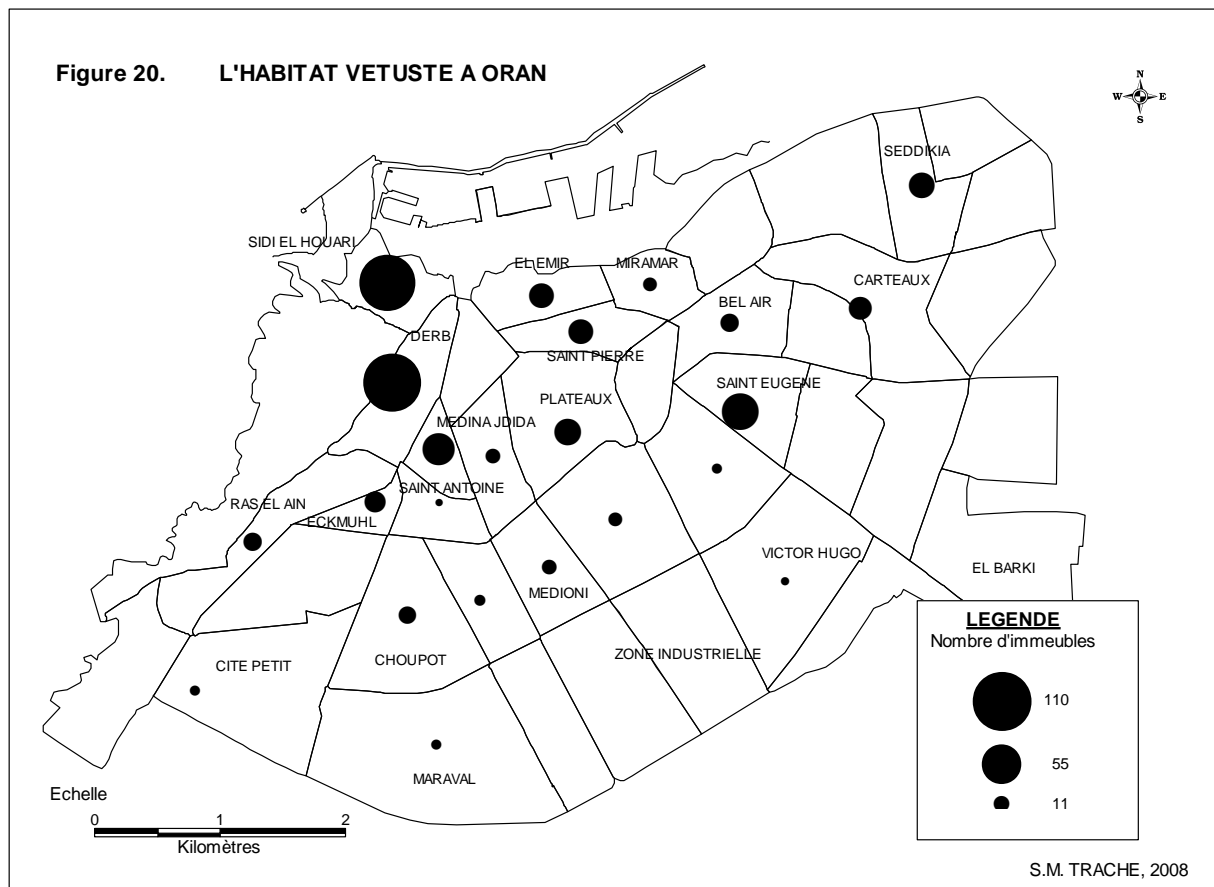 Figure 20. L'HABITAT VETUSTE A ORAN
N
W E
S
SEDDIKIA
SIDI EL HOUARI
EL EMIR
MIRAMAR
CARTEAUX
BEL AIR
DERB
SAINT PIERRE
SAINT EUGENE
PLATEAUX
MEDINA JDIDA
SAINT ANTOINE
RAS EL AIN
ECKMUHL
VICTOR HUGO
EL BARKI
MEDIONI
ZONE INDUSTRIELLE
CHOUPOT
CITE PETIT
MARAVAL
LEGENDE
Nombre d'immeubles
110
55
11
Echelle
0 1 2
Kilomètres
S.M. TRACHE, 2008